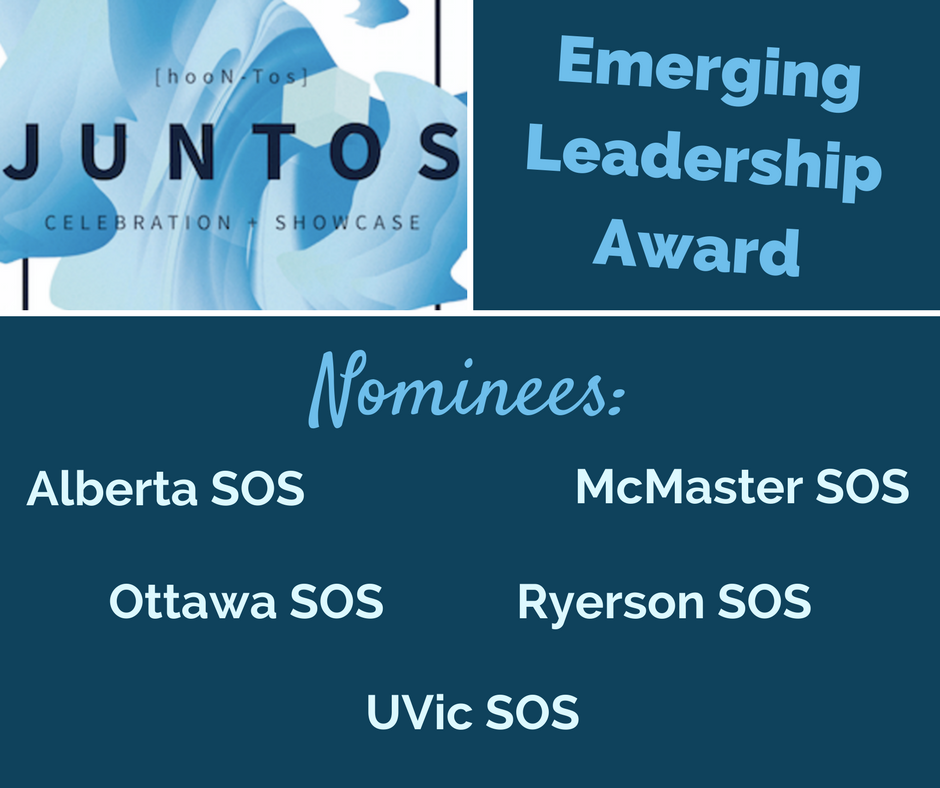 [hooN-Tos]
JUNTOS
CELEBRATION + SHOWCASE
Emerging
Leadership
Award
Nominees:
Alberta SOS
McMaster SOS
Ottawa SOS
Ryerson SOS
UVic SOS